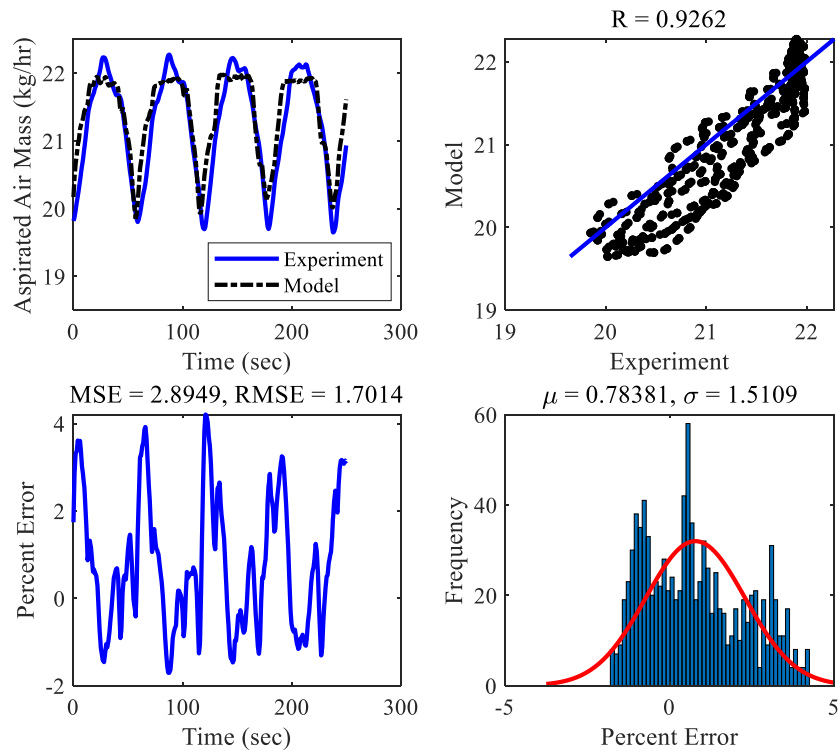 Aspirated Air Mass (kg/hr)
22
21
20
19
0
100
200
300
Time (sec)
Experiment
Model
R = 0.9262
Model
22
21
20
19
19
20
21
22
Experiment
MSE = 2.8949, RMSE = 1.7014
Percent Error
4
2
0
-2
0
100
200
300
Time (sec)
μ = 0.78381, σ = 1.5109
Frequency
60
40
20
0
-5
0
5
Percent Error